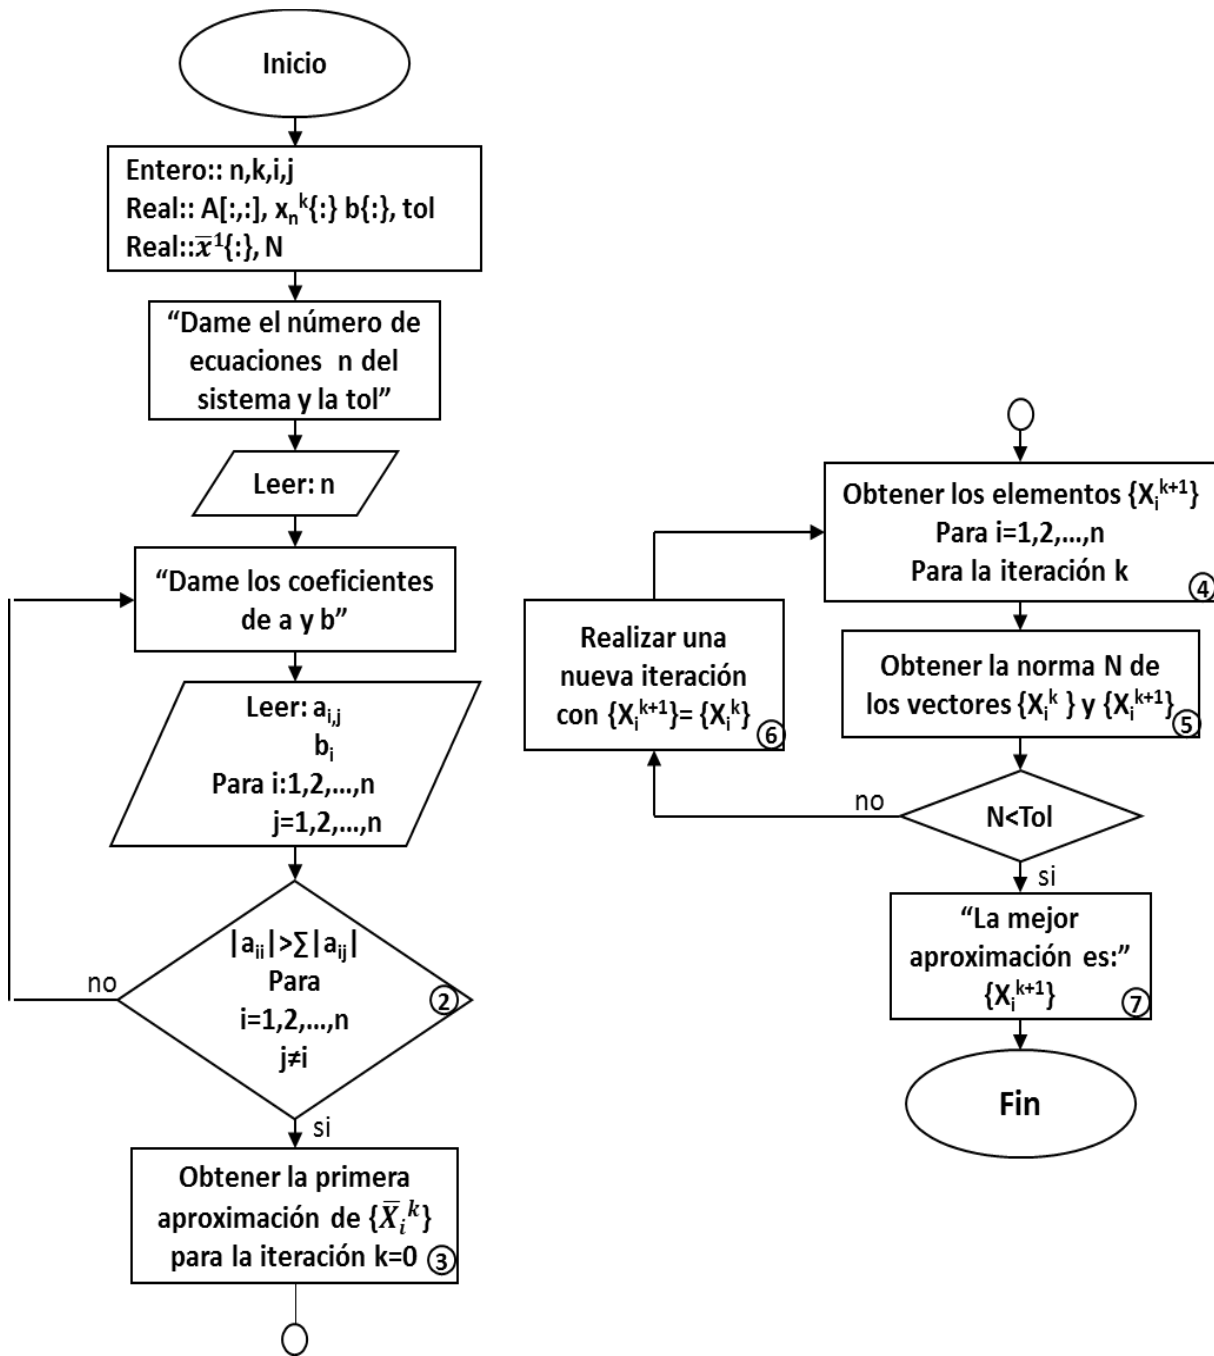 Inicio
Entero:: n,k,i,j
Real:: A[:,:], xₙᵏ{:} b{:}, tol
Real::x̅¹{:}, N
“Dame el número de
ecuaciones n del
sistema y la tol”
Leer: n
“Dame los coeficientes
de a y b”
Leer: aᵢ,ⱼ
bᵢ
Para i:1,2,...,n
j=1,2,...,n
|aᵢᵢ|>∑|aᵢⱼ|
Para
i=1,2,...,n
j≠i
②
no
si
Obtener la primera
aproximación de {X̅ᵢᵏ}
para la iteración k=0 ③
Obtener los elementos {Xᵢᵏ⁺¹}
Para i=1,2,...,n
Para la iteración k
④
Obtener la norma N de
los vectores {Xᵢᵏ } y {Xᵢᵏ⁺¹}
⑤
N<Tol
no
si
Realizar una
nueva iteración
con {Xᵢᵏ⁺¹}= {Xᵢᵏ}
⑥
“La mejor
aproximación es:”
{Xᵢᵏ⁺¹}
⑦
Fin